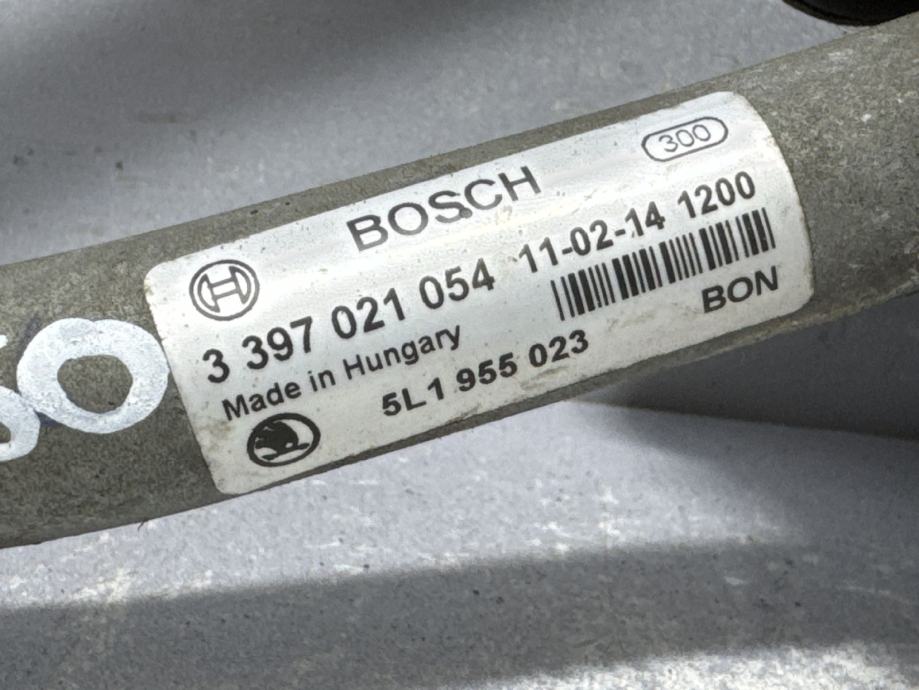 300
BOSCH
3 397 021 054 11-02-14 1200
Made in Hungary
BON
5L1 955 023